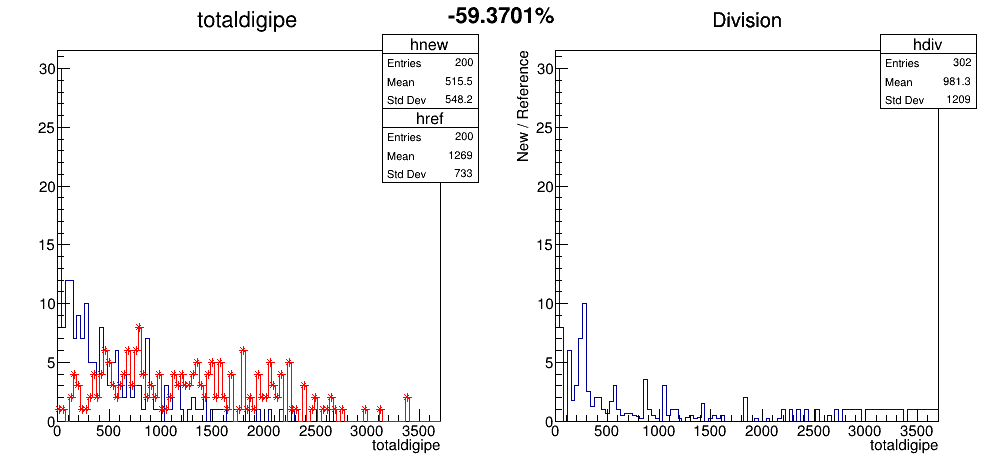 -59.3701%
totaldigipe
hnew
Entries 200
Mean 515.5
Std Dev 548.2
href
Entries 200
Mean 1269
Std Dev 733
30
25
20
15
10
5
0
0 500 1000 1500 2000 2500 3000 3500
totaldigipe
Division
hdiv
Entries 302
Mean 981.3
Std Dev 1209
New / Reference
30
25
20
15
10
5
0
0 500 1000 1500 2000 2500 3000 3500
totaldigipe